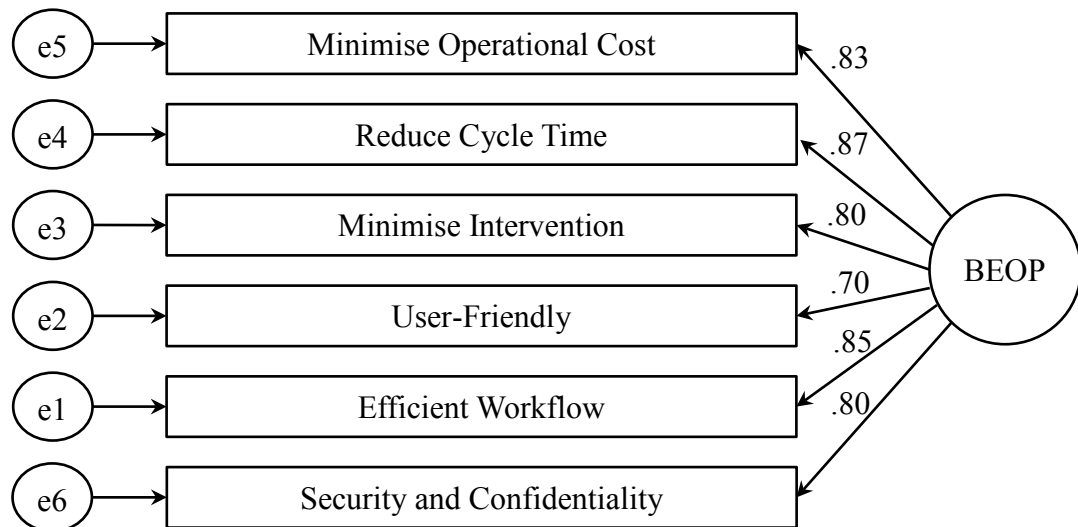 e5
Minimise Operational Cost
.83
e4
Reduce Cycle Time
.87
e3
Minimise Intervention
.80
BEOP
e2
User-Friendly
.70
e1
Efficient Workflow
.85
e6
Security and Confidentiality
.80